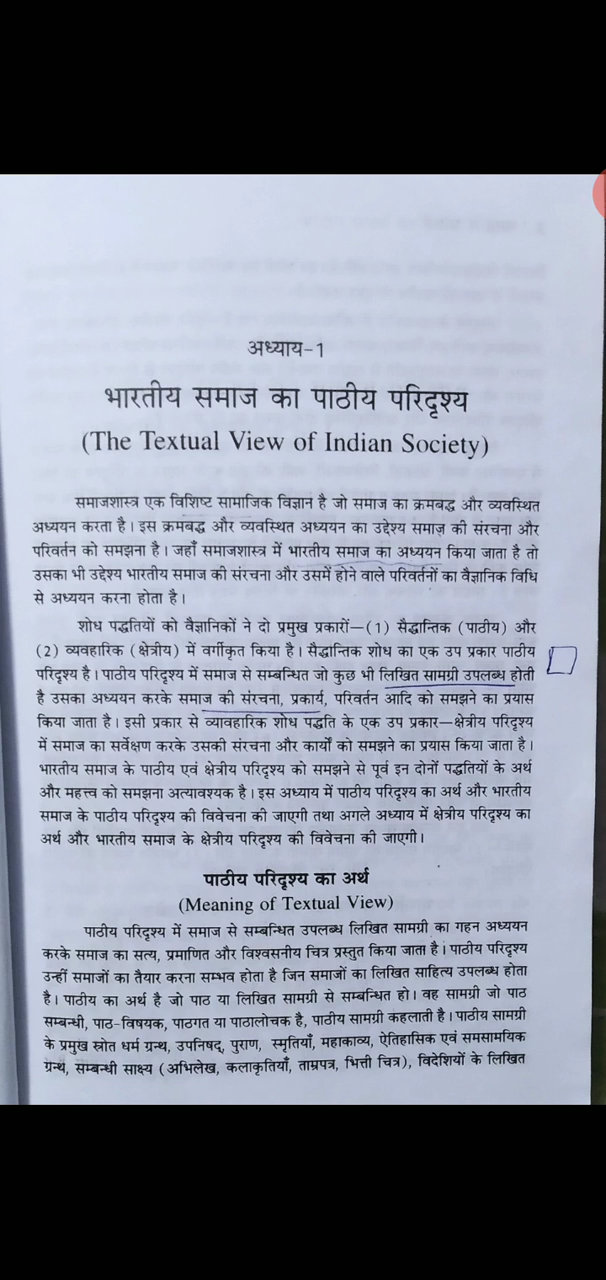 अध्याय-1
भारतीय समाज का पाठीय परिदृश्य
(The Textual View of Indian Society)
समाजशास्त्र एक विशिष्ट सामाजिक विज्ञान है जो समाज का क्रमबद्ध और व्यवस्थित
अध्ययन करता है। इस क्रमबद्ध और व्यवस्थित अध्ययन का उद्देश्य समाज की संरचना और
परिवर्तन को समझना है। जहाँ समाजशास्त्र में भारतीय समाज का अध्ययन किया जाता है तो
उसका भी उद्देश्य भारतीय समाज की संरचना और उसमें होने वाले परिवर्तनों का वैज्ञानिक विधि
से अध्ययन करना होता है।
शोध पद्धतियों को वैज्ञानिकों ने दो प्रमुख प्रकारों—(1) सैद्धान्तिक (पाठीय) और
(2) व्यवहारिक (क्षेत्रीय) में वर्गीकृत किया है। सैद्धान्तिक शोध का एक उप प्रकार पाठीय
परिदृश्य है। पाठीय परिदृश्य में समाज से सम्बन्धित जो कुछ भी लिखित सामग्री उपलब्ध होती
है उसका अध्ययन करके समाज की संरचना, प्रकार्य, परिवर्तन आदि को समझने का प्रयास
किया जाता है। इसी प्रकार से व्यावहारिक शोध पद्धति के एक उप प्रकार—क्षेत्रीय परिदृश्य
में समाज का सर्वेक्षण करके उसकी संरचना और कार्यों को समझने का प्रयास किया जाता है।
भारतीय समाज के पाठीय एवं क्षेत्रीय परिदृश्य को समझने से पूर्व इन दोनों पद्धतियों के अर्थ
और महत्त्व को समझना अत्यावश्यक है। इस अध्याय में पाठीय परिदृश्य का अर्थ और भारतीय
समाज के पाठीय परिदृश्य की विवेचना की जाएगी तथा अगले अध्याय में क्षेत्रीय परिदृश्य का
अर्थ और भारतीय समाज के क्षेत्रीय परिदृश्य की विवेचना की जाएगी।
पाठीय परिदृश्य का अर्थ
(Meaning of Textual View)
पाठीय परिदृश्य में समाज से सम्बन्धित उपलब्ध लिखित सामग्री का गहन अध्ययन
करके समाज का सत्य, प्रमाणित और विश्वसनीय चित्र प्रस्तुत किया जाता है। पाठीय परिदृश्य
उन्हीं समाजों का तैयार करना सम्भव होता है जिन समाजों का लिखित साहित्य उपलब्ध होता
है। पाठीय का अर्थ है जो पाठ या लिखित सामग्री से सम्बन्धित हो। वह सामग्री जो पाठ
सम्बन्धी, पाठ-विषयक, पाठगत या पाठालोचक है, पाठीय सामग्री कहलाती है। पाठीय सामग्री
के प्रमुख स्रोत धर्म ग्रन्थ, उपनिषद्, पुराण, स्मृतियाँ, महाकाव्य, ऐतिहासिक एवं समसामयिक
ग्रन्थ, सम्बन्धी साक्ष्य (अभिलेख, कलाकृतियाँ, ताम्रपत्र, भित्ती चित्र), विदेशियों के लिखित